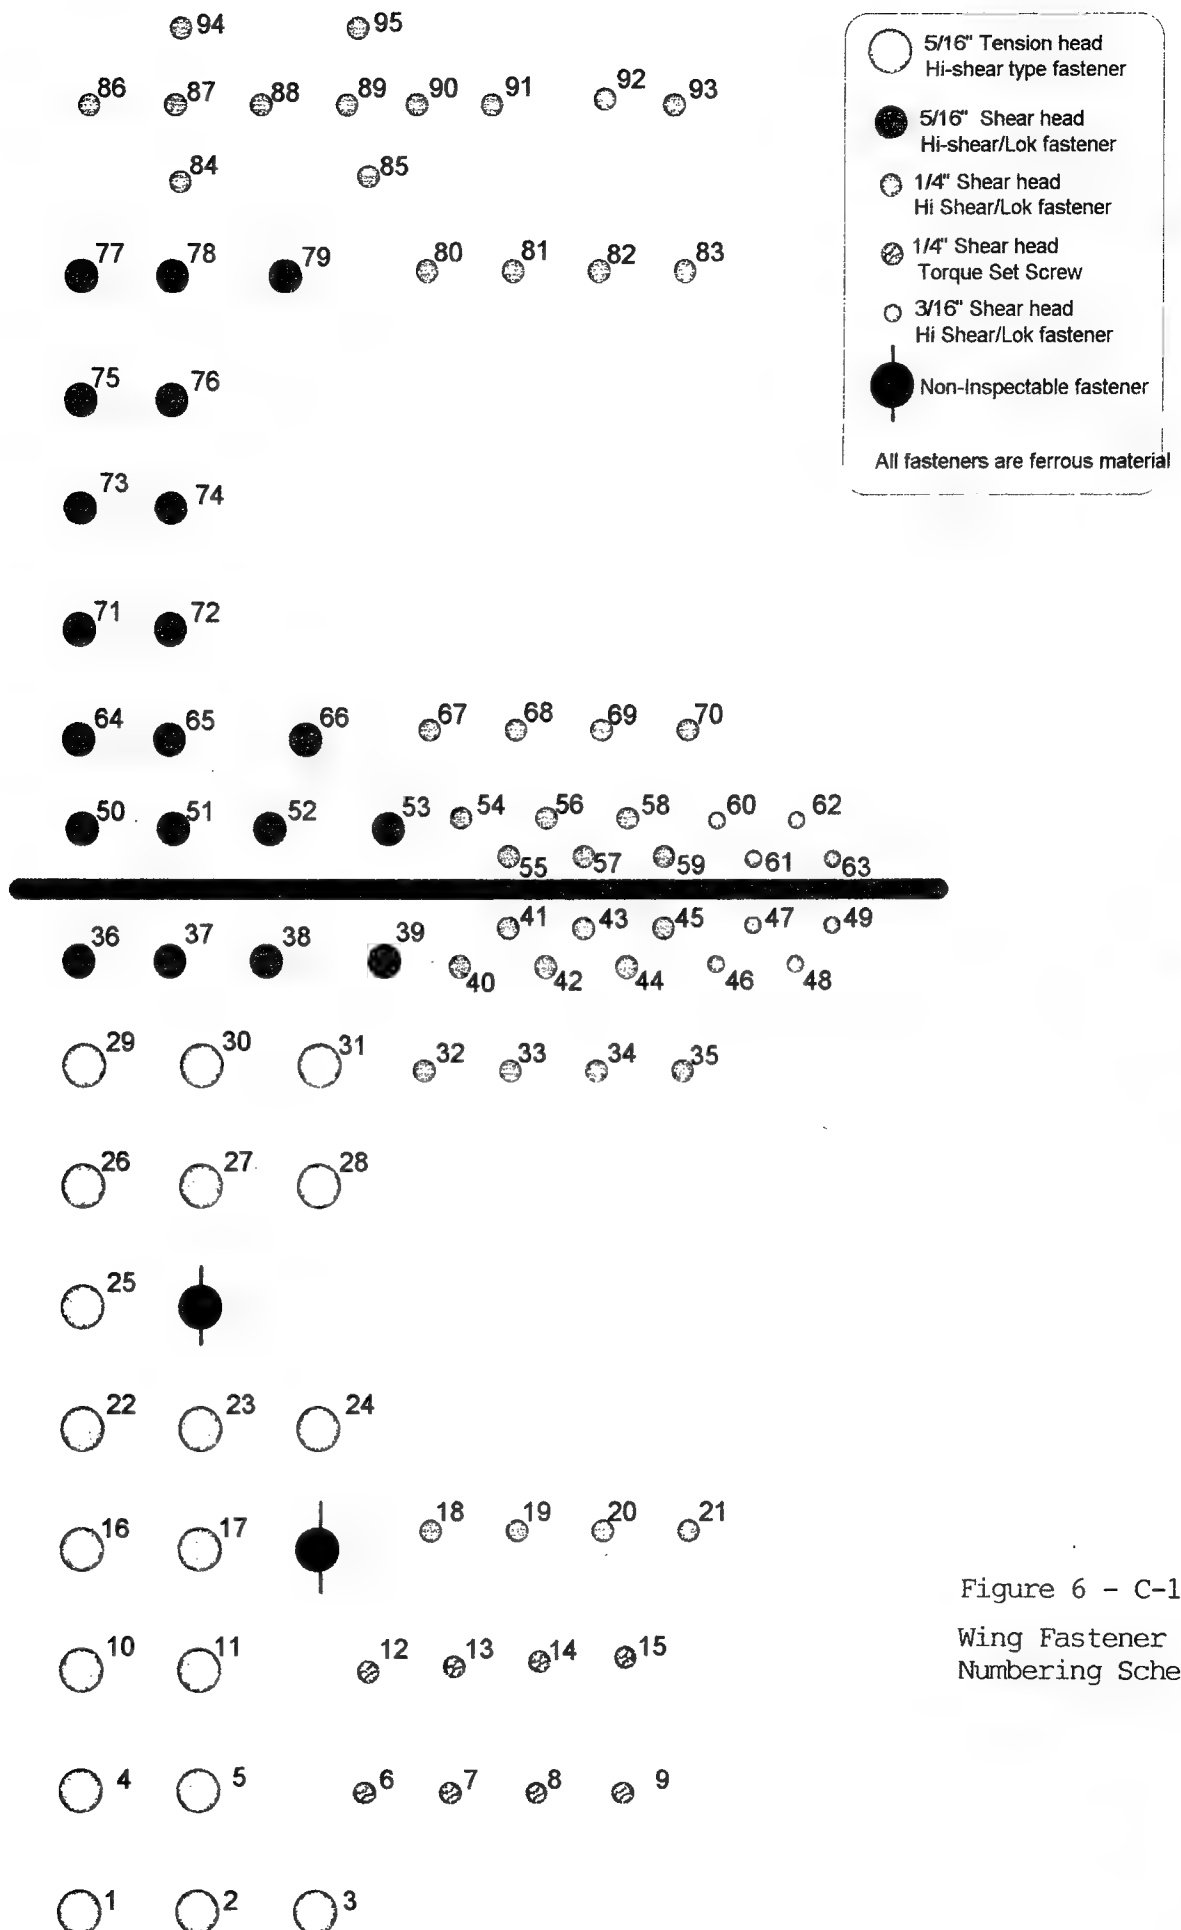 94 95
86 87 88 89 90 91 92 93
84 85
77 78 79 80 81 82 83
75 76
73 74
71 72
64 65 66 67 68 69 70
50 51 52 53 54 56 58 60 62
55 57 59 61 63
41 43 45 47 49
36 37 38 39
40 42 44 46 48
29 30 31 32 33 34 35
26 27 28
25
22 23 24
16 17 18 19 20 21
10 11 12 13 14 15
4 5 6 7 8 9
1 2 3
5/16" Tension head
Hi-shear type fastener
5/16" Shear head
Hi-shear/Lok fastener
1/4" Shear head
Hi Shear/Lok fastener
1/4" Shear head
Torque Set Screw
3/16" Shear head
Hi Shear/Lok fastener
Non-Inspectable fastener
All fasteners are ferrous material
Figure 6 - C-1
Wing Fastener
Numbering Sche